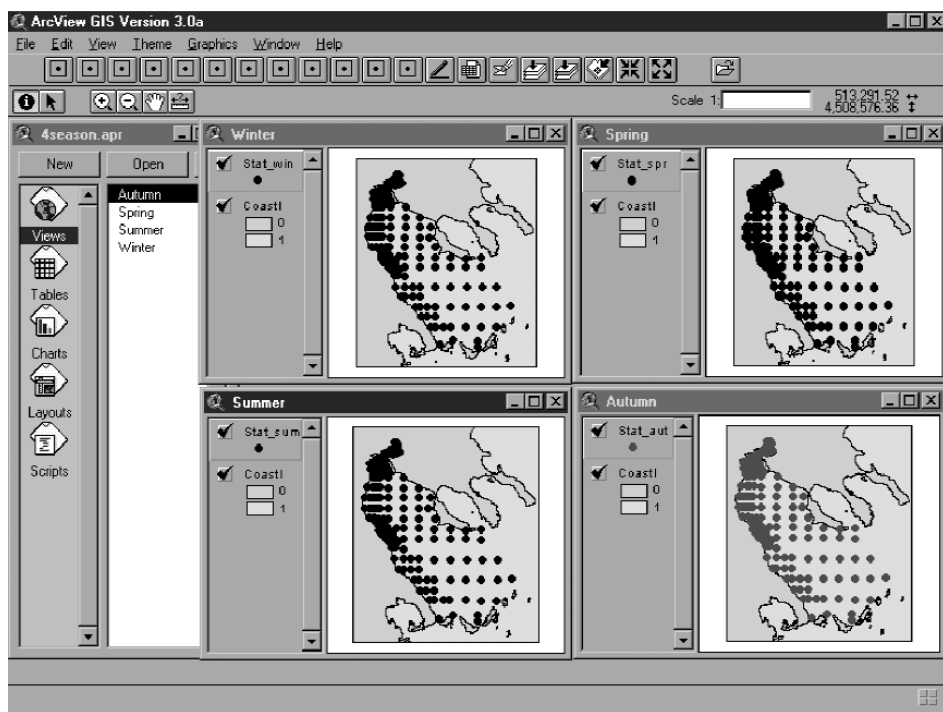 ArcView GIS Version 3.0a
File Edit View Theme Graphics Window Help
Scale 1:
513,291.52
4,508,576.36
4season.apr
New Open
Views
Tables
Charts
Layouts
Scripts
Autumn
Spring
Summer
Winter
Winter
Stat_win
Coastl
0
1
Spring
Stat_spr
Coastl
0
1
Summer
Stat_sum
Coastl
0
1
Autumn
Stat_aut
Coastl
0
1